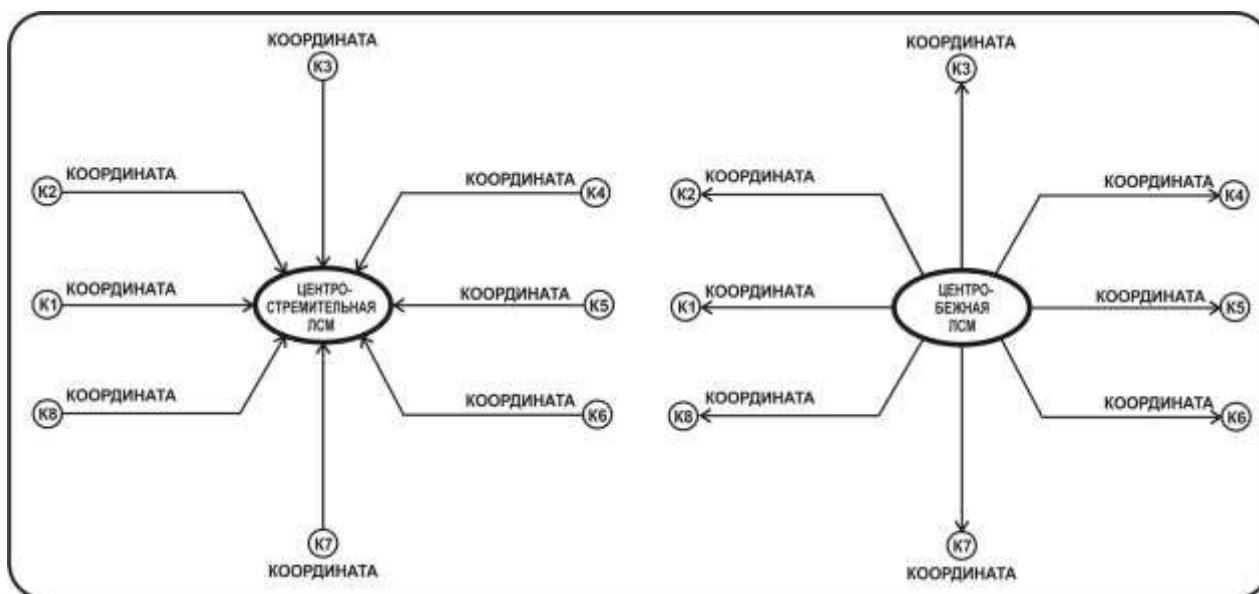 КООРДИНАТА
К3
КООРДИНАТА
К2
КООРДИНАТА
К4
КООРДИНАТА
К1
ЦЕНТРО-
СТРЕМИТЕЛЬНАЯ
ЛСМ
КООРДИНАТА
К5
КООРДИНАТА
К8
КООРДИНАТА
К6
К7
КООРДИНАТА
КООРДИНАТА
К3
КООРДИНАТА
К2
КООРДИНАТА
К4
КООРДИНАТА
К1
ЦЕНТРО-
БЕЖНАЯ
ЛСМ
КООРДИНАТА
К5
КООРДИНАТА
К8
КООРДИНАТА
К6
К7
КООРДИНАТА